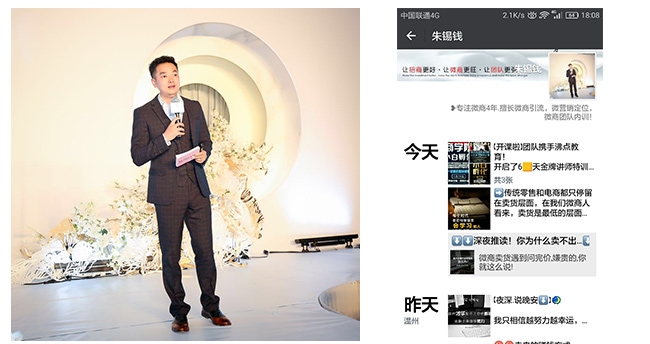 中国联通4G
2.1K/s
4G
64
18:08
朱锡钱
让招商更好·让微商更旺·让团队更多
朱锡钱
专注微商4年.擅长微商引流，微营销定位，
微商团队内训!
今天
【开课啦】团队携手沸点教
育！
开启了6天金牌讲师特训...
共3张
传统零售和电商都只停留
在卖货层面，在我们微商人
看来，卖货是最低的层面...
深夜推读！你为什么卖不出...
微商卖货遇到问完价,嫌贵的,你
就这么说!
昨天
温州
【夜深.说晚安】
我只相信越努力越幸运，...